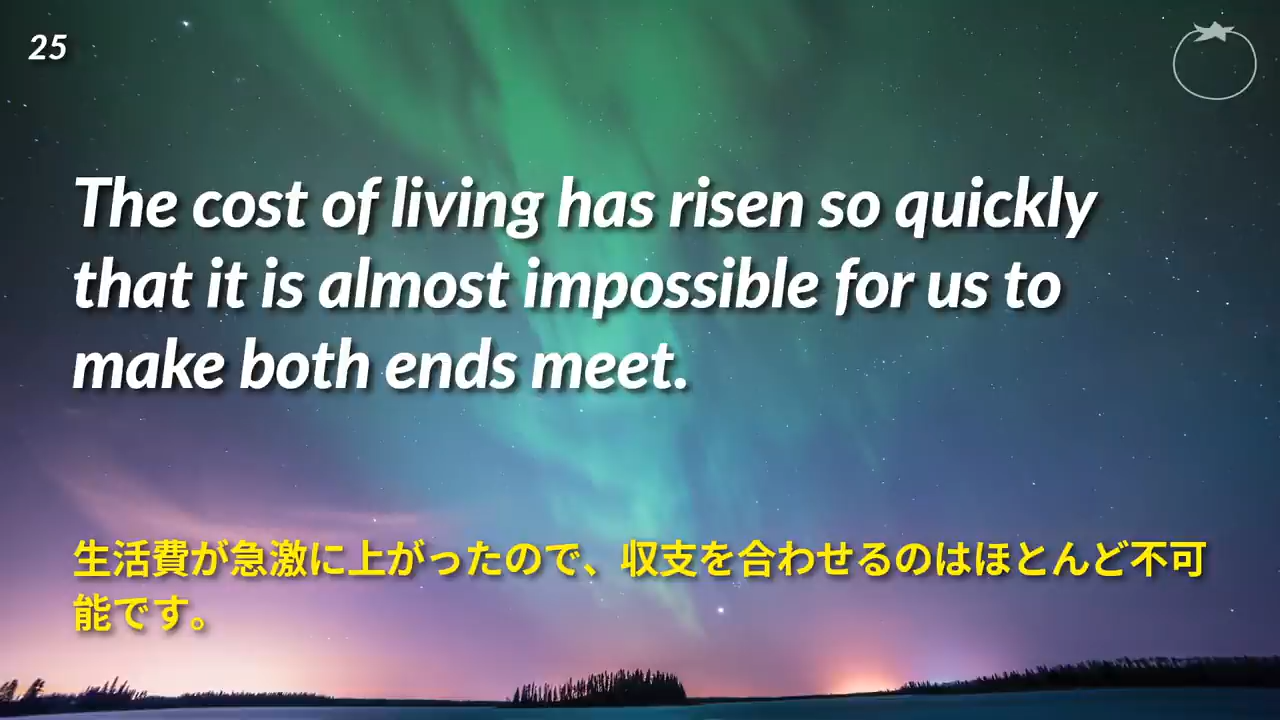 25
The cost of living has risen so quickly
that it is almost impossible for us to
make both ends meet.
生活費が急激に上がったので、収支を合わせるのはほとんど不可
能です。